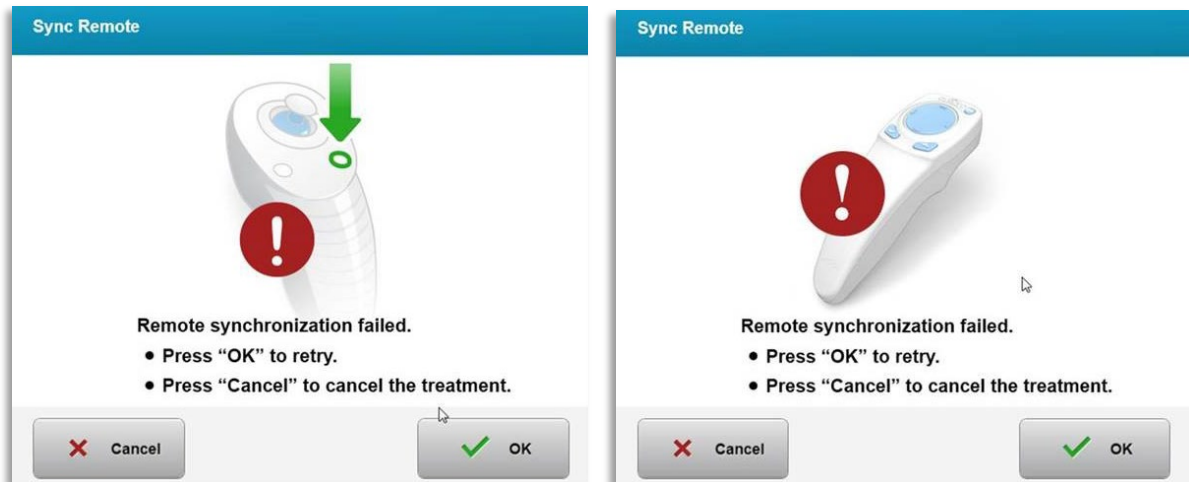 Sync Remote
Remote synchronization failed.
• Press “OK” to retry.
• Press “Cancel” to cancel the treatment.
Cancel
OK
Sync Remote
Remote synchronization failed.
• Press “OK” to retry.
• Press “Cancel” to cancel the treatment.
Cancel
OK